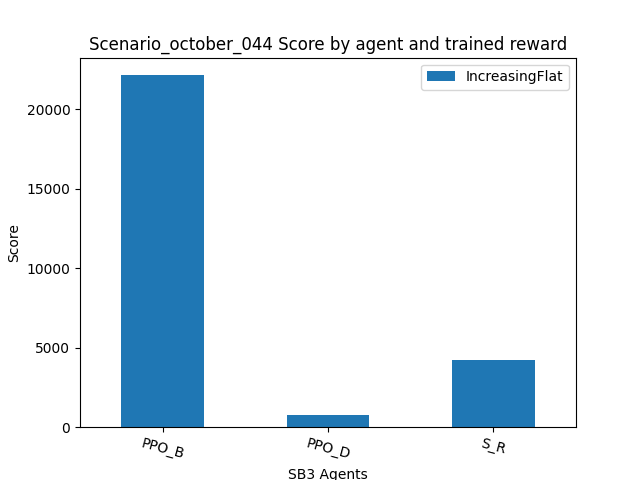 Scenario_october_044 Score by agent and trained reward
IncreasingFlat
20000
15000
10000
5000
0
Score
PPO_B
PPO_D
S_R
SB3 Agents